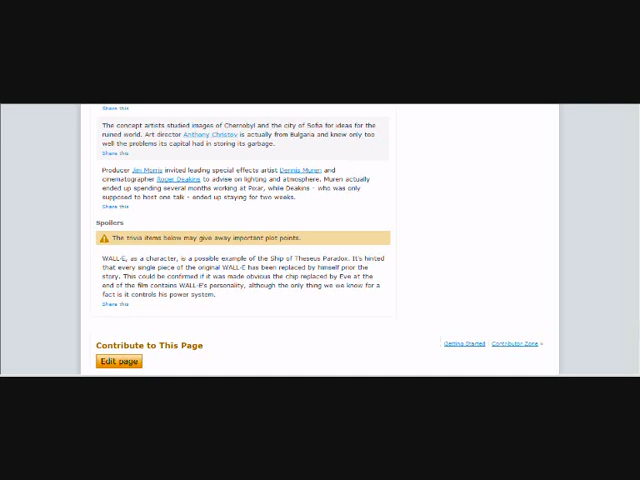 Share this
The concept artists studied images of Chernobyl and the city of Sofia for ideas for the
ruined world. Art director Anthony Christov is actually from Bulgaria and knew only too
well the problems its capital had in storing its garbage.
Share this
Producer Jim Morris invited leading special effects artist Dennis Muren and
cinematographer Roger Deakins to advise on lighting and atmosphere. Muren actually
ended up spending several months working at Pixar, while Deakins - who was only
supposed to host one talk - ended up staying for two weeks.
Share this
Spoilers
The trivia items below may give away important plot points.
WALL·E, as a character, is a possible example of the Ship of Theseus Paradox. It's hinted
that every single piece of the original WALL·E has been replaced by himself prior the
story. This could be confirmed if it was made obvious the chip replaced by Eve at the
end of the film contains WALL·E's personality, although the only thing we we know for a
fact is it controls his power system.
Share this
Contribute to This Page
Getting Started | Contributor Zone »
Edit page